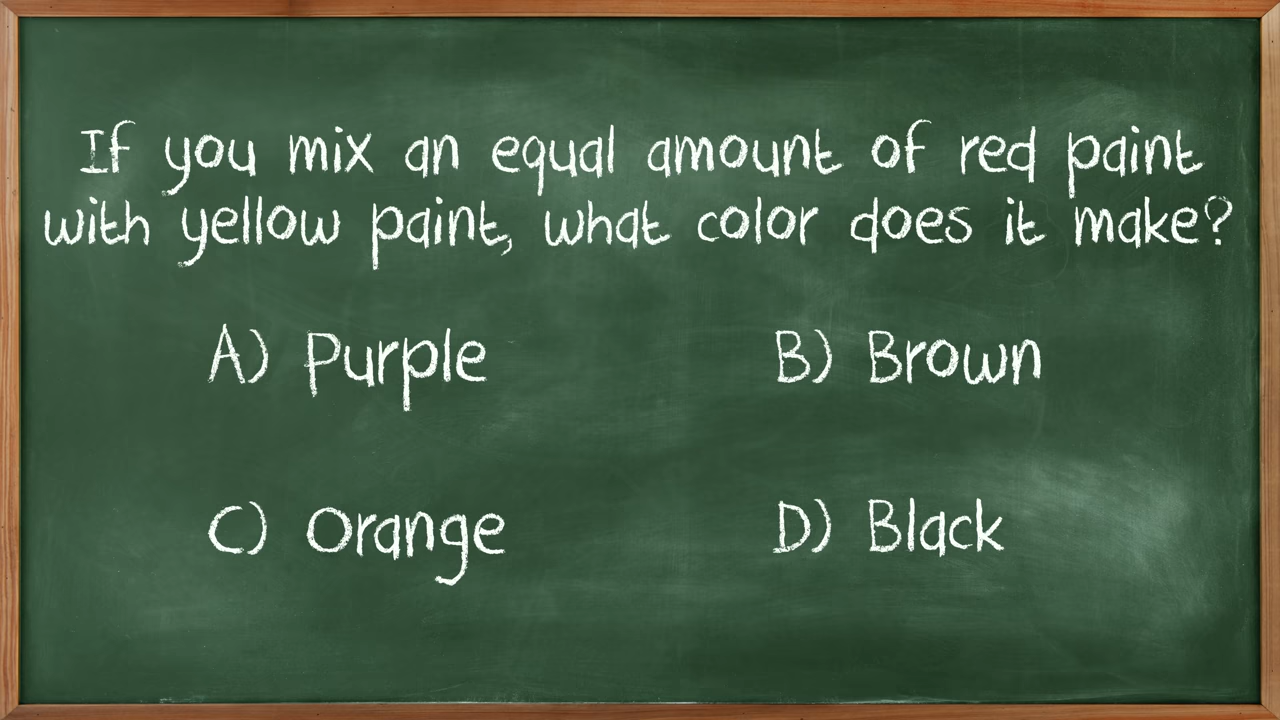 If you mix an equal amount of red paint
with yellow paint, what color does it make?
A) Purple
B) Brown
C) Orange
D) Black